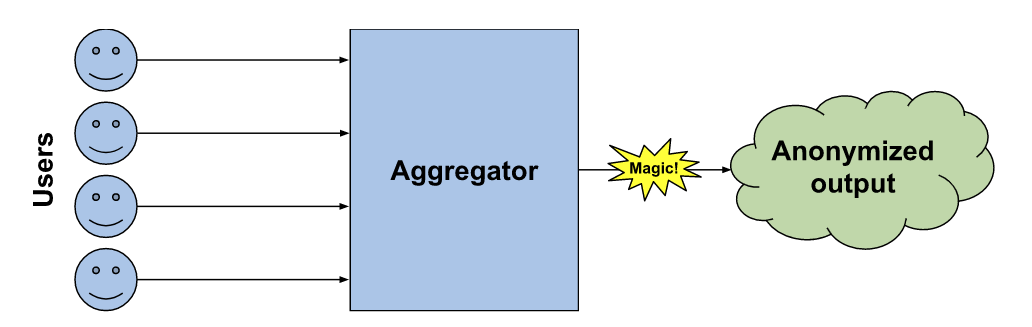 Users
Aggregator
Magic!
Anonymized
output